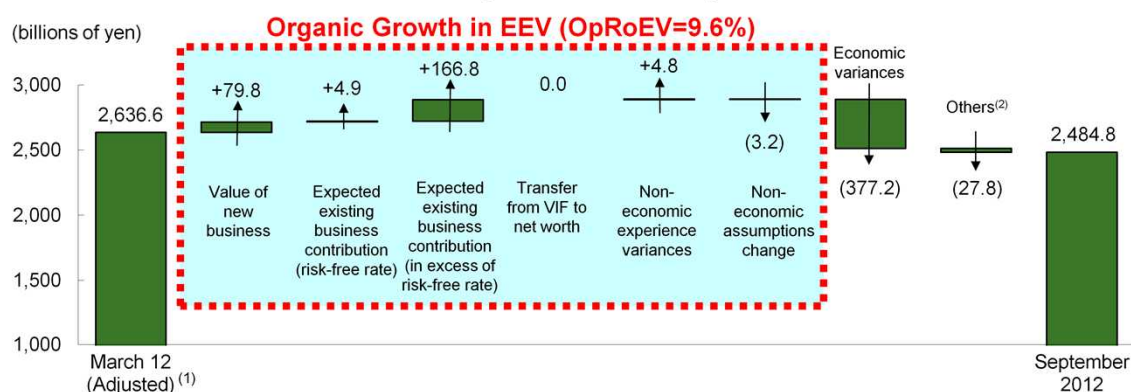 Organic Growth in EEV (OpRoEV=9.6%)
(billions of yen)
3,000
2,500
2,000
1,500
1,000
2,636.6
+79.8
+4.9
+166.8
0.0
+4.8
(3.2)
Economic
variances
(377.2)
Others(2)
(27.8)
2,484.8
Value of
new
business
Expected
existing
business
contribution
(risk-free rate)
Expected
existing
business
contribution
(in excess of
risk-free rate)
Transfer
from VIF to
net worth
Non-
economic
experience
variances
Non-
economic
assumptions
change
March 12
(Adjusted) (1)
September
2012